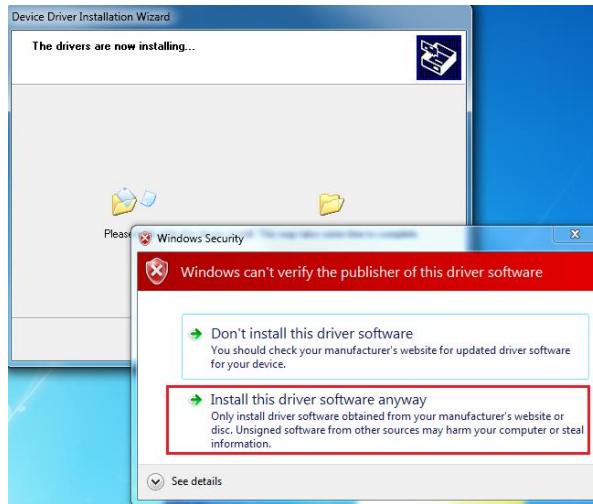 Device Driver Installation Wizard
The drivers are now installing...
Please
Windows Security
Windows can't verify the publisher of this driver software
Don't install this driver software
You should check your manufacturer's website for updated driver software
for your device.
Install this driver software anyway
Only install driver software obtained from your manufacturer's website or
disc. Unsigned software from other sources may harm your computer or steal
information.
See details